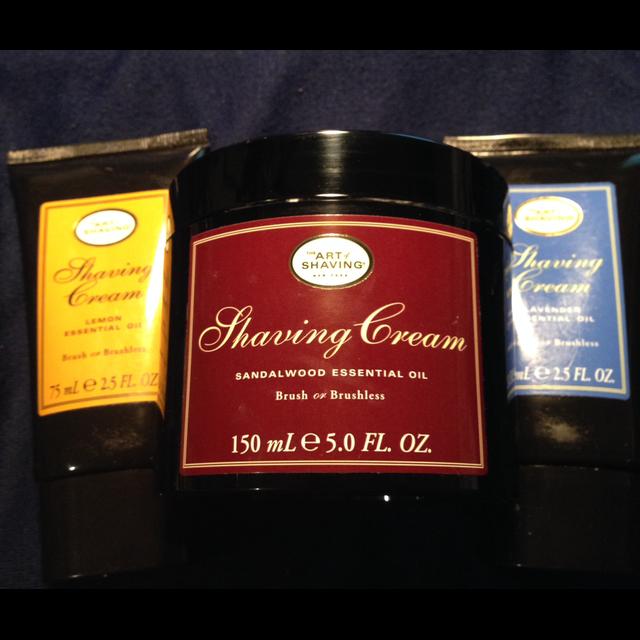 THE ART of
SHAVING
Shaving
Cream
LEMON
ESSENTIAL OIL
Brush or Brushless
75 mL e 2.5 FL. OZ.
THE ART of
SHAVING®
NEW YORK
Shaving Cream
SANDALWOOD ESSENTIAL OIL
Brush or Brushless
150 mL e 5.0 FL. OZ.
ART of
SHAVING
Shaving
Cream
LAVENDER
ESSENTIAL OIL
Brushless
mL e 2.5 FL. OZ.